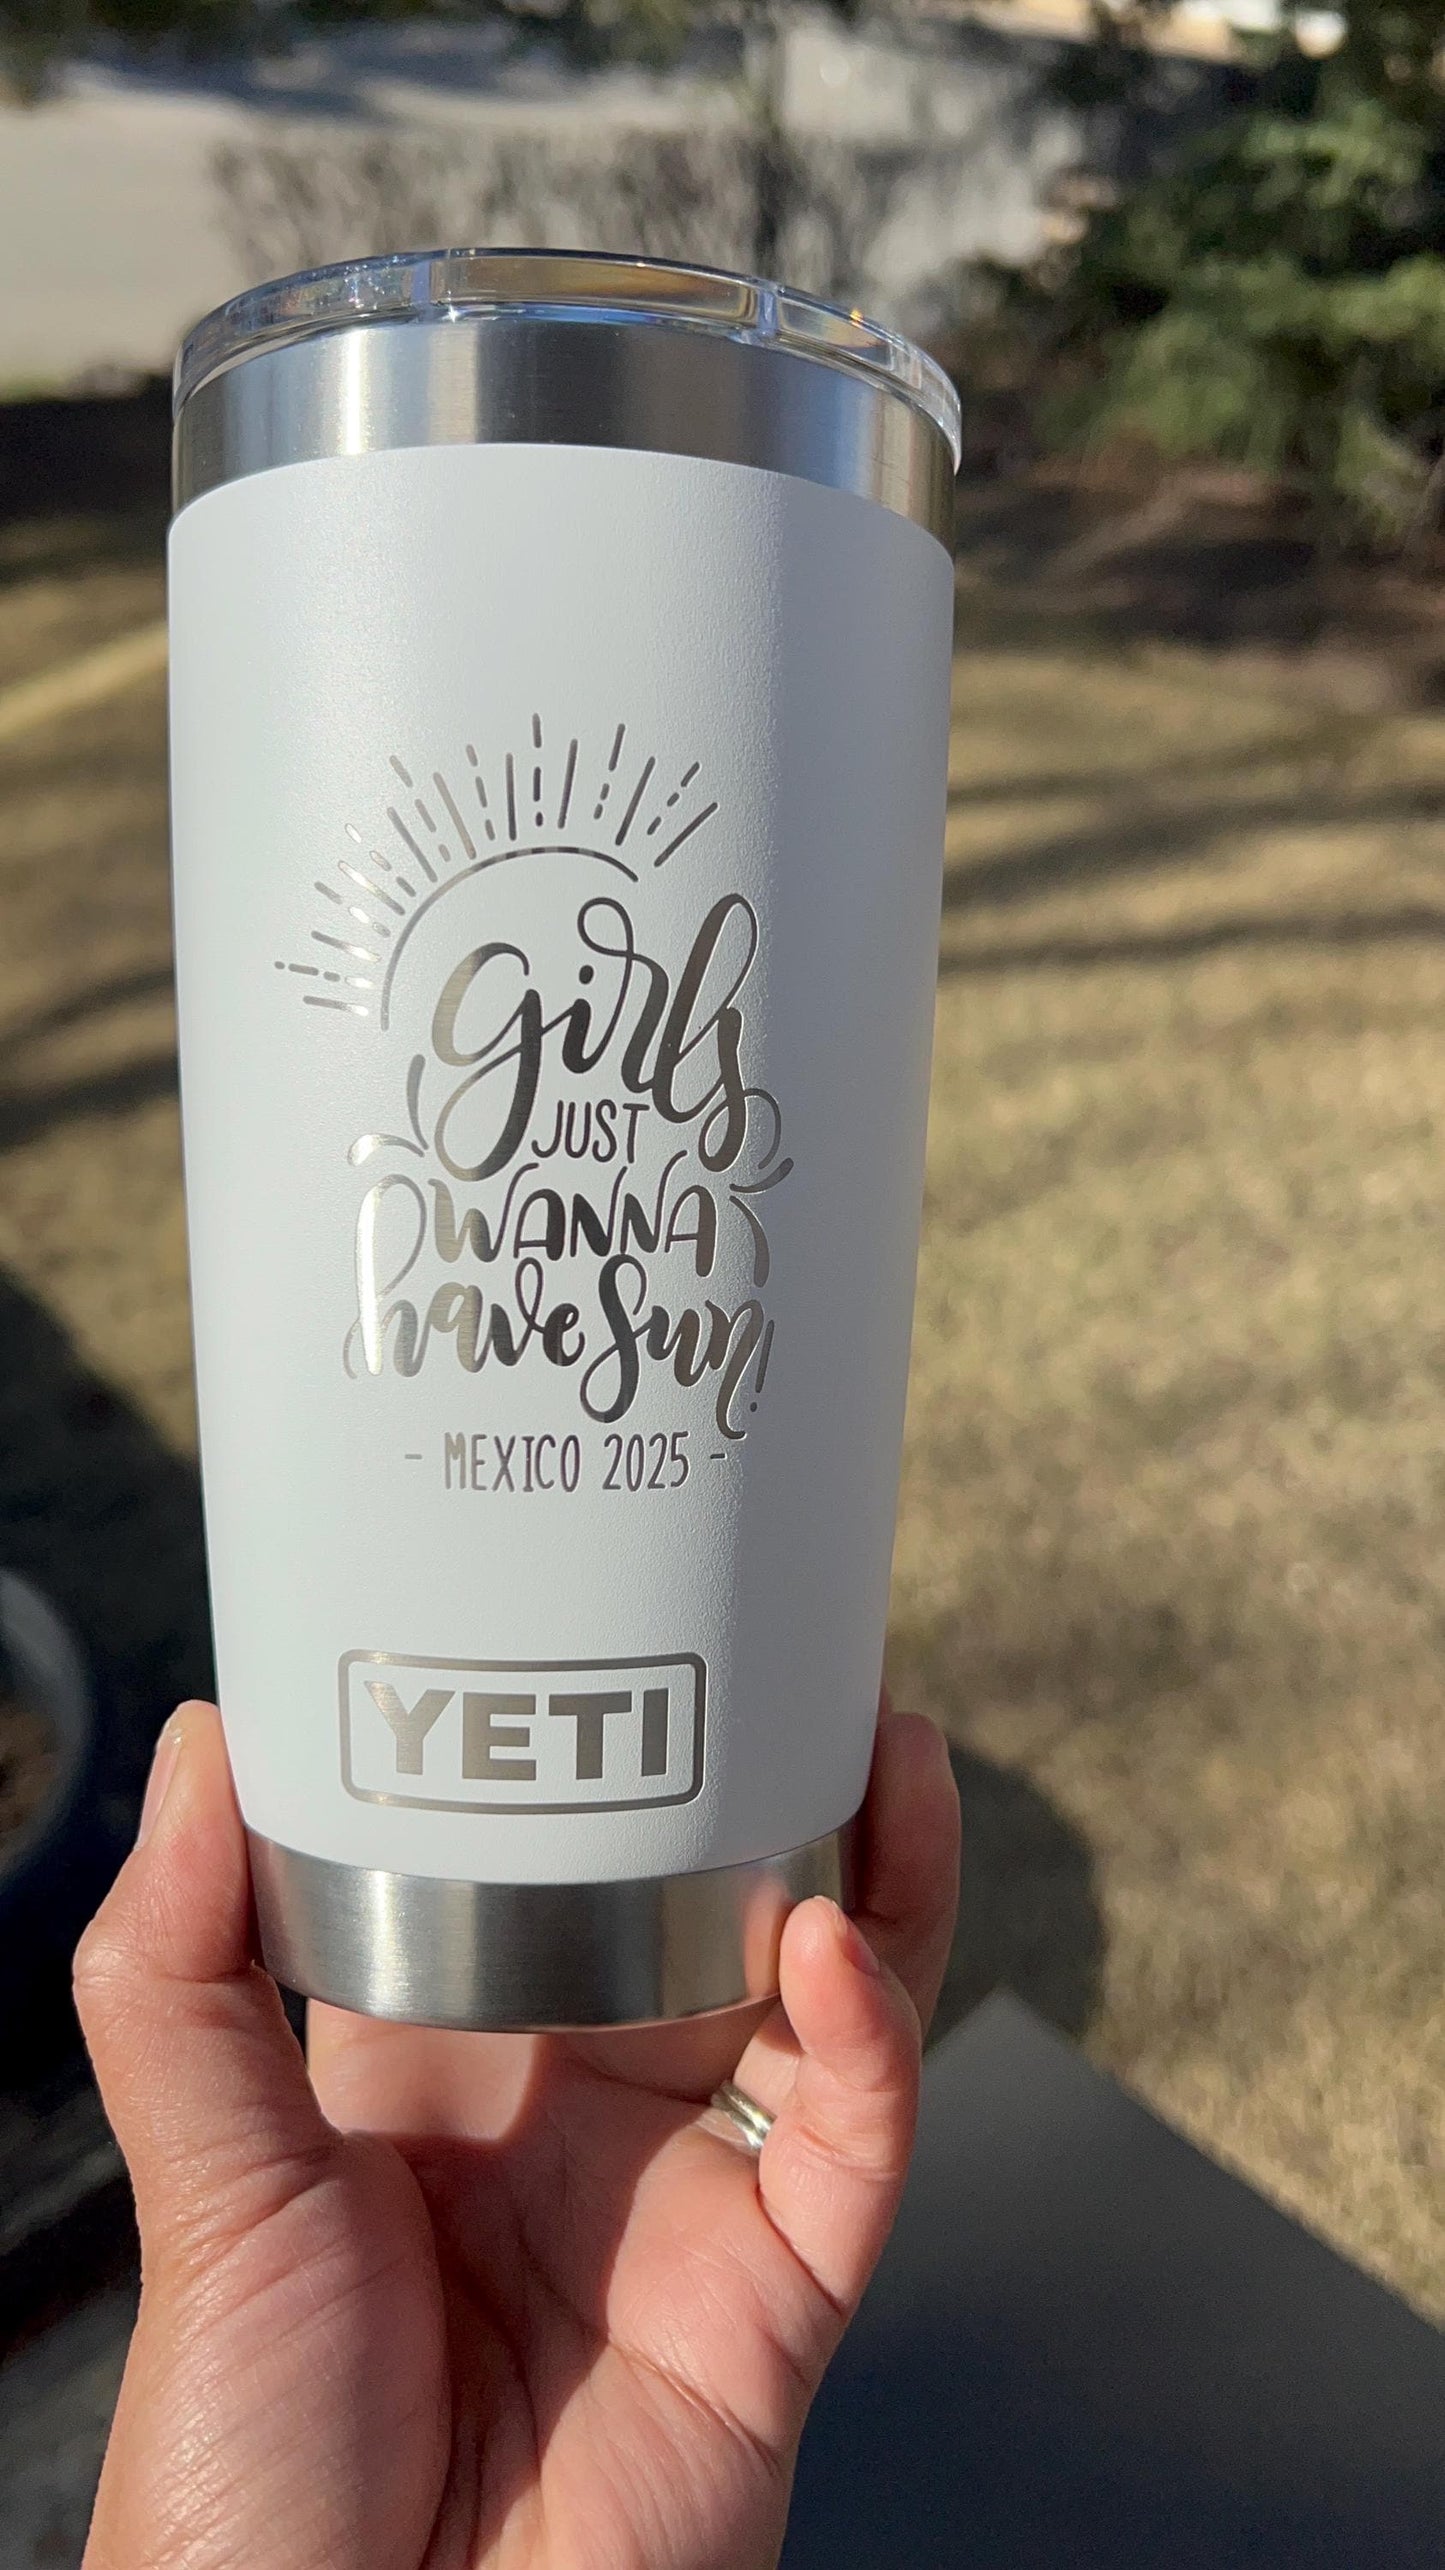 Girls
JUST
WANNA
have Sun!
- MEXICO 2025 -
YETI